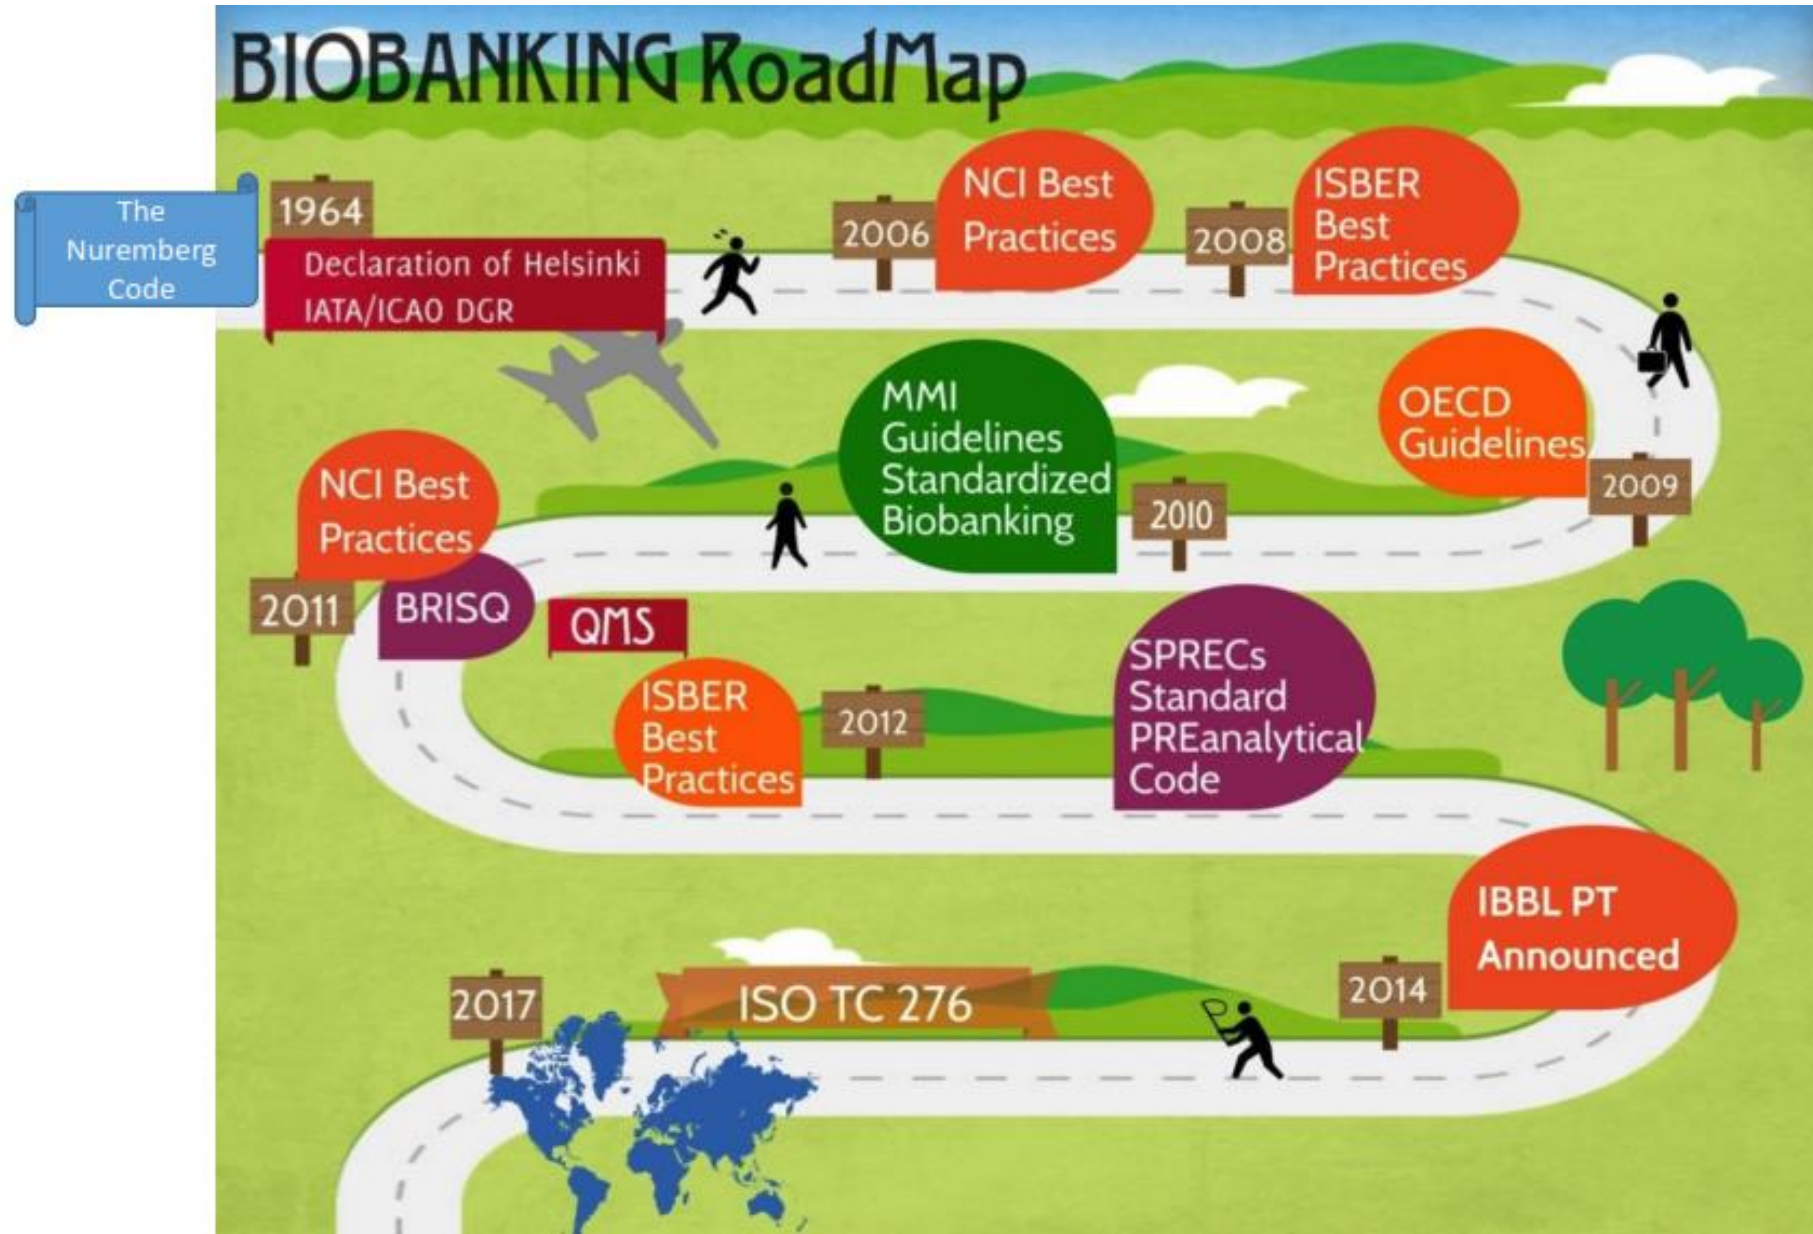 BIOBANKING RoadMap
The
Nuremberg
Code
1964
Declaration of Helsinki
IATA/ICAO DGR
2006
NCI Best
Practices
2008
ISBER
Best
Practices
OECD
Guidelines
2009
MMI
Guidelines
Standardized
Biobanking
2010
NCI Best
Practices
2011
BRISQ
QMS
ISBER
Best
Practices
2012
SPRECs
Standard
PREanalytical
Code
IBBL PT
Announced
2014
ISO TC 276
2017